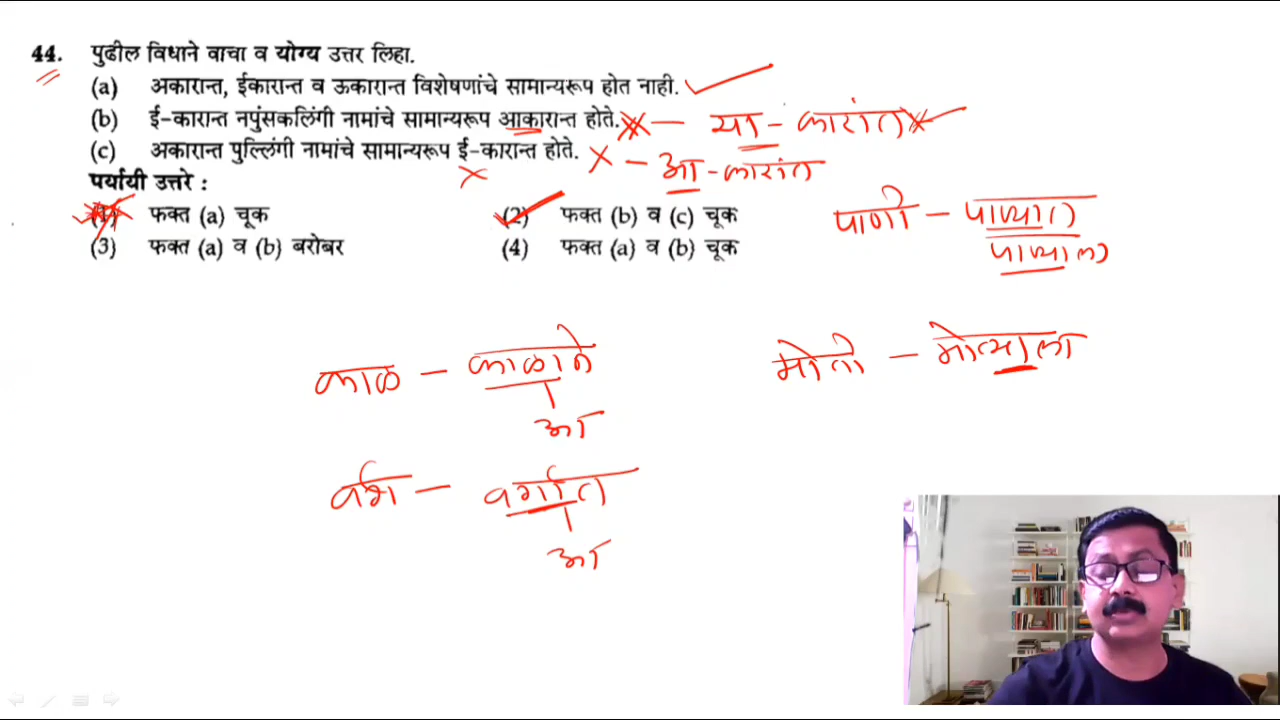 44. पुढील विधाने वाचा व योग्य उत्तर लिहा.
(a) अकारान्त, ईकारान्त व ऊकारान्त विशेषणांचे सामान्यरूप होत नाही.
(b) ई-कारान्त नपुंसकलिंगी नामांचे सामान्यरूप आकारान्त होते. — या - कारांत
(c) अकारान्त पुल्लिंगी नामांचे सामान्यरूप ई-कारान्त होते. × – आ - कारांत
पर्यायी उत्तरे :
(1) फक्त (a) चूक (2) फक्त (b) व (c) चूक
(3) फक्त (a) व (b) बरोबर (4) फक्त (a) व (b) चूक
पाणी – पाण्यात
पाण्याला
काळ – काळाने
आ
मोती – मोत्याला
वर्ग – वर्गात
आ